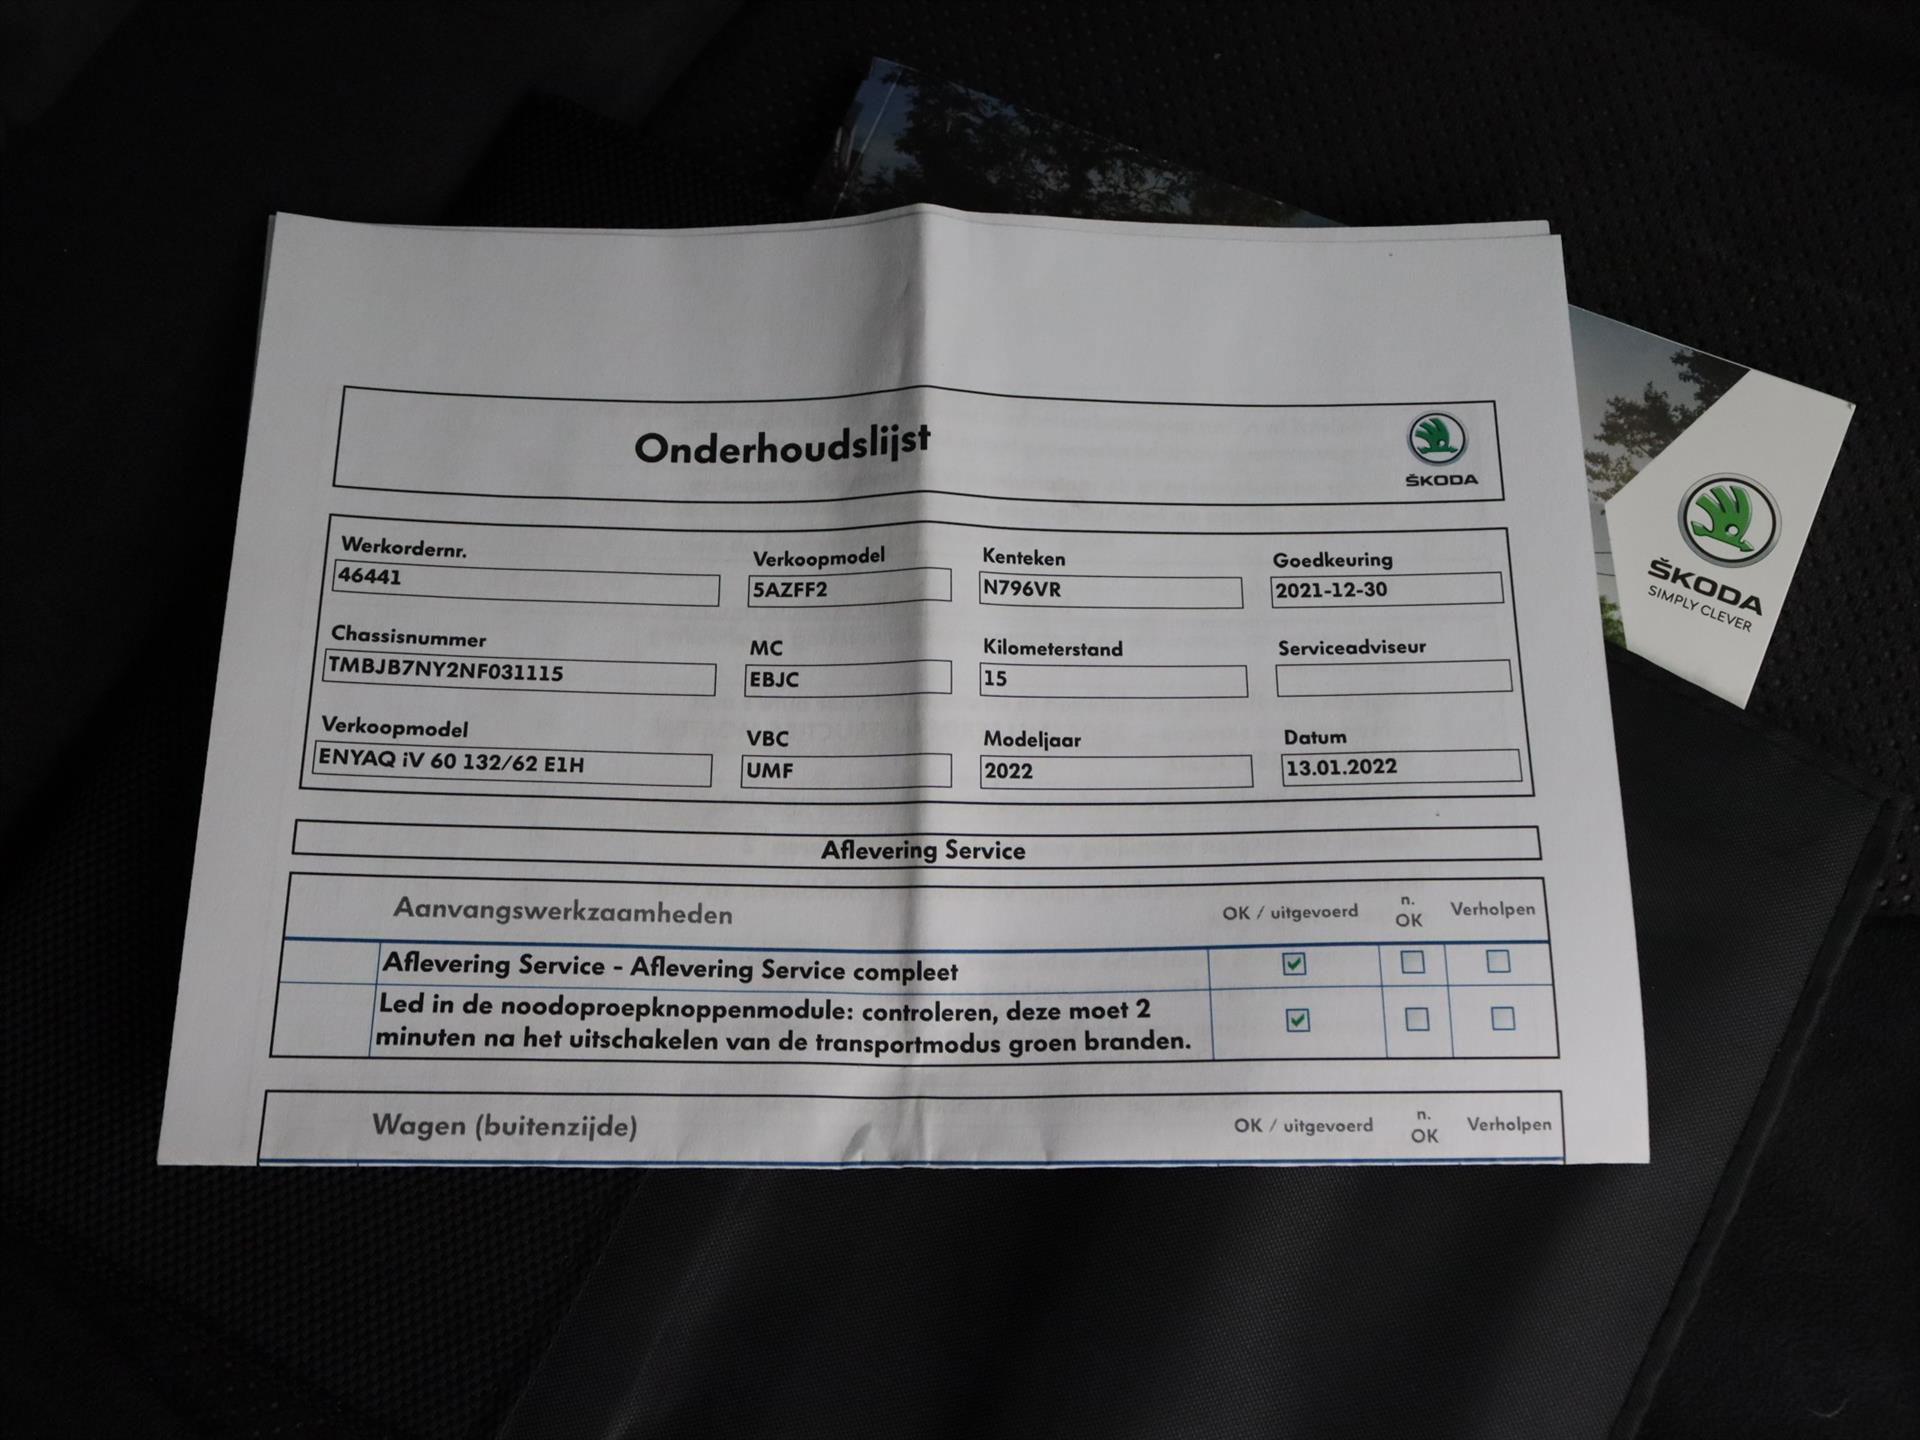 Onderhoudslijst
ŠKODA
Werkordernr.
46441
Verkoopmodel
5AZFF2
Kenteken
N796VR
Goedkeuring
2021-12-30
Chassisnummer
TMBJB7NY2NF031115
MC
EBJC
Kilometerstand
15
Serviceadviseur
Verkoopmodel
ENYAQ iV 60 132/62 E1H
VBC
UMF
Modeljaar
2022
Datum
13.01.2022
Aflevering Service
Aanvangswerkzaamheden
OK / uitgevoerd
n.
OK
Verholpen
Aflevering Service - Aflevering Service compleet
Led in de noodoproepknoppenmodule: controleren, deze moet 2
minuten na het uitschakelen van de transportmodus groen branden.
Wagen (buitenzijde)
OK / uitgevoerd
n.
OK
Verholpen
ŠKODA
SIMPLY CLEVER